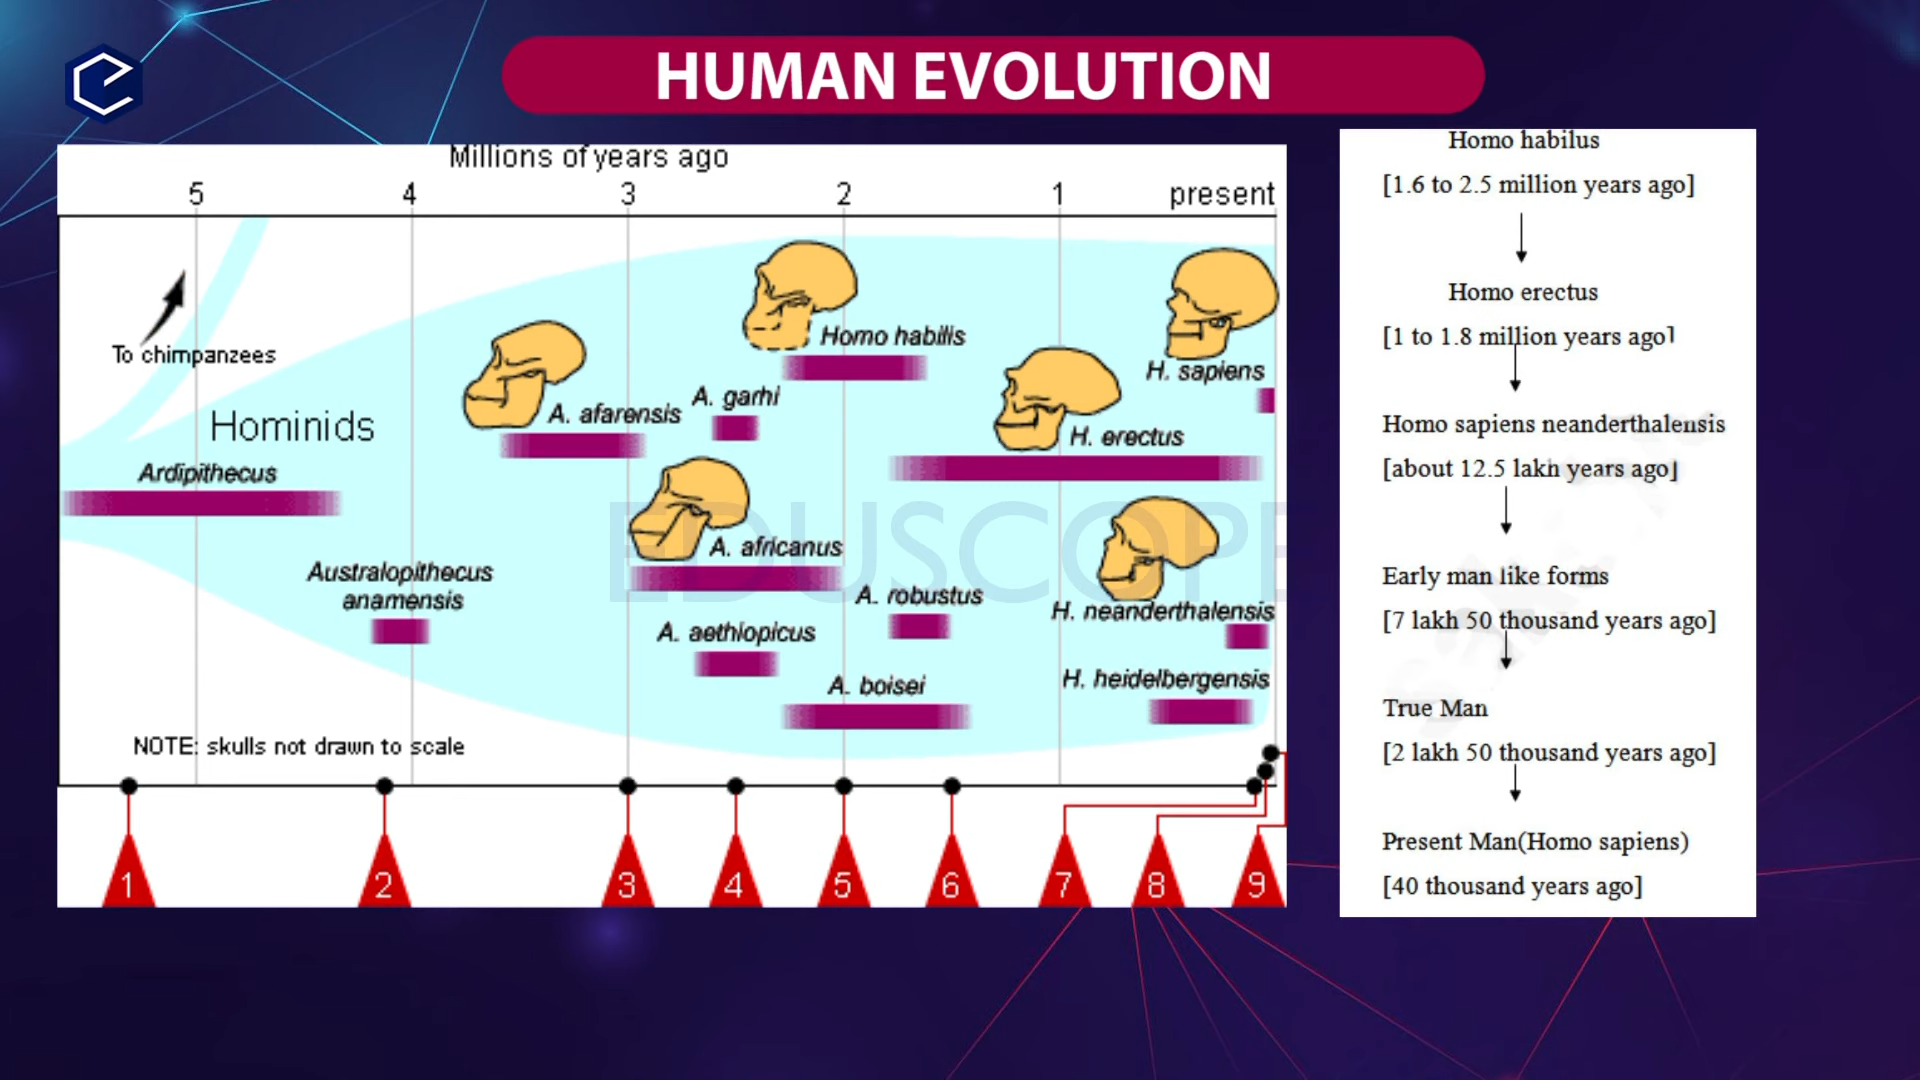 HUMAN EVOLUTION
Millions of years ago
5 4 3 2 1 present
To chimpanzees
Hominids
Ardipithecus
Australopithecus
anamensis
A. afarensis
A. garhi
Homo habilis
H. erectus
H. sapiens
A. africanus
A. aethiopicus
A. robustus
A. boisei
H. neanderthalensis
H. heidelbergensis
NOTE: skulls not drawn to scale
1 2 3 4 5 6 7 8 9
EDUSCOPE
Homo habilus
[1.6 to 2.5 million years ago]
Homo erectus
[1 to 1.8 million years ago]
Homo sapiens neanderthalensis
[about 12.5 lakh years ago]
Early man like forms
[7 lakh 50 thousand years ago]
True Man
[2 lakh 50 thousand years ago]
Present Man(Homo sapiens)
[40 thousand years ago]